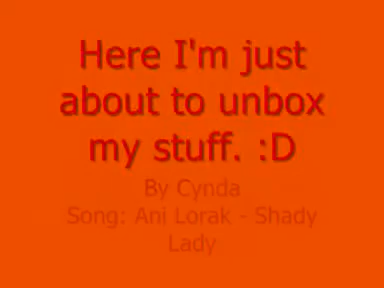 Here I'm just
about to unbox
my stuff. :D
By Cynda
Song: Ani Lorak - Shady
Lady